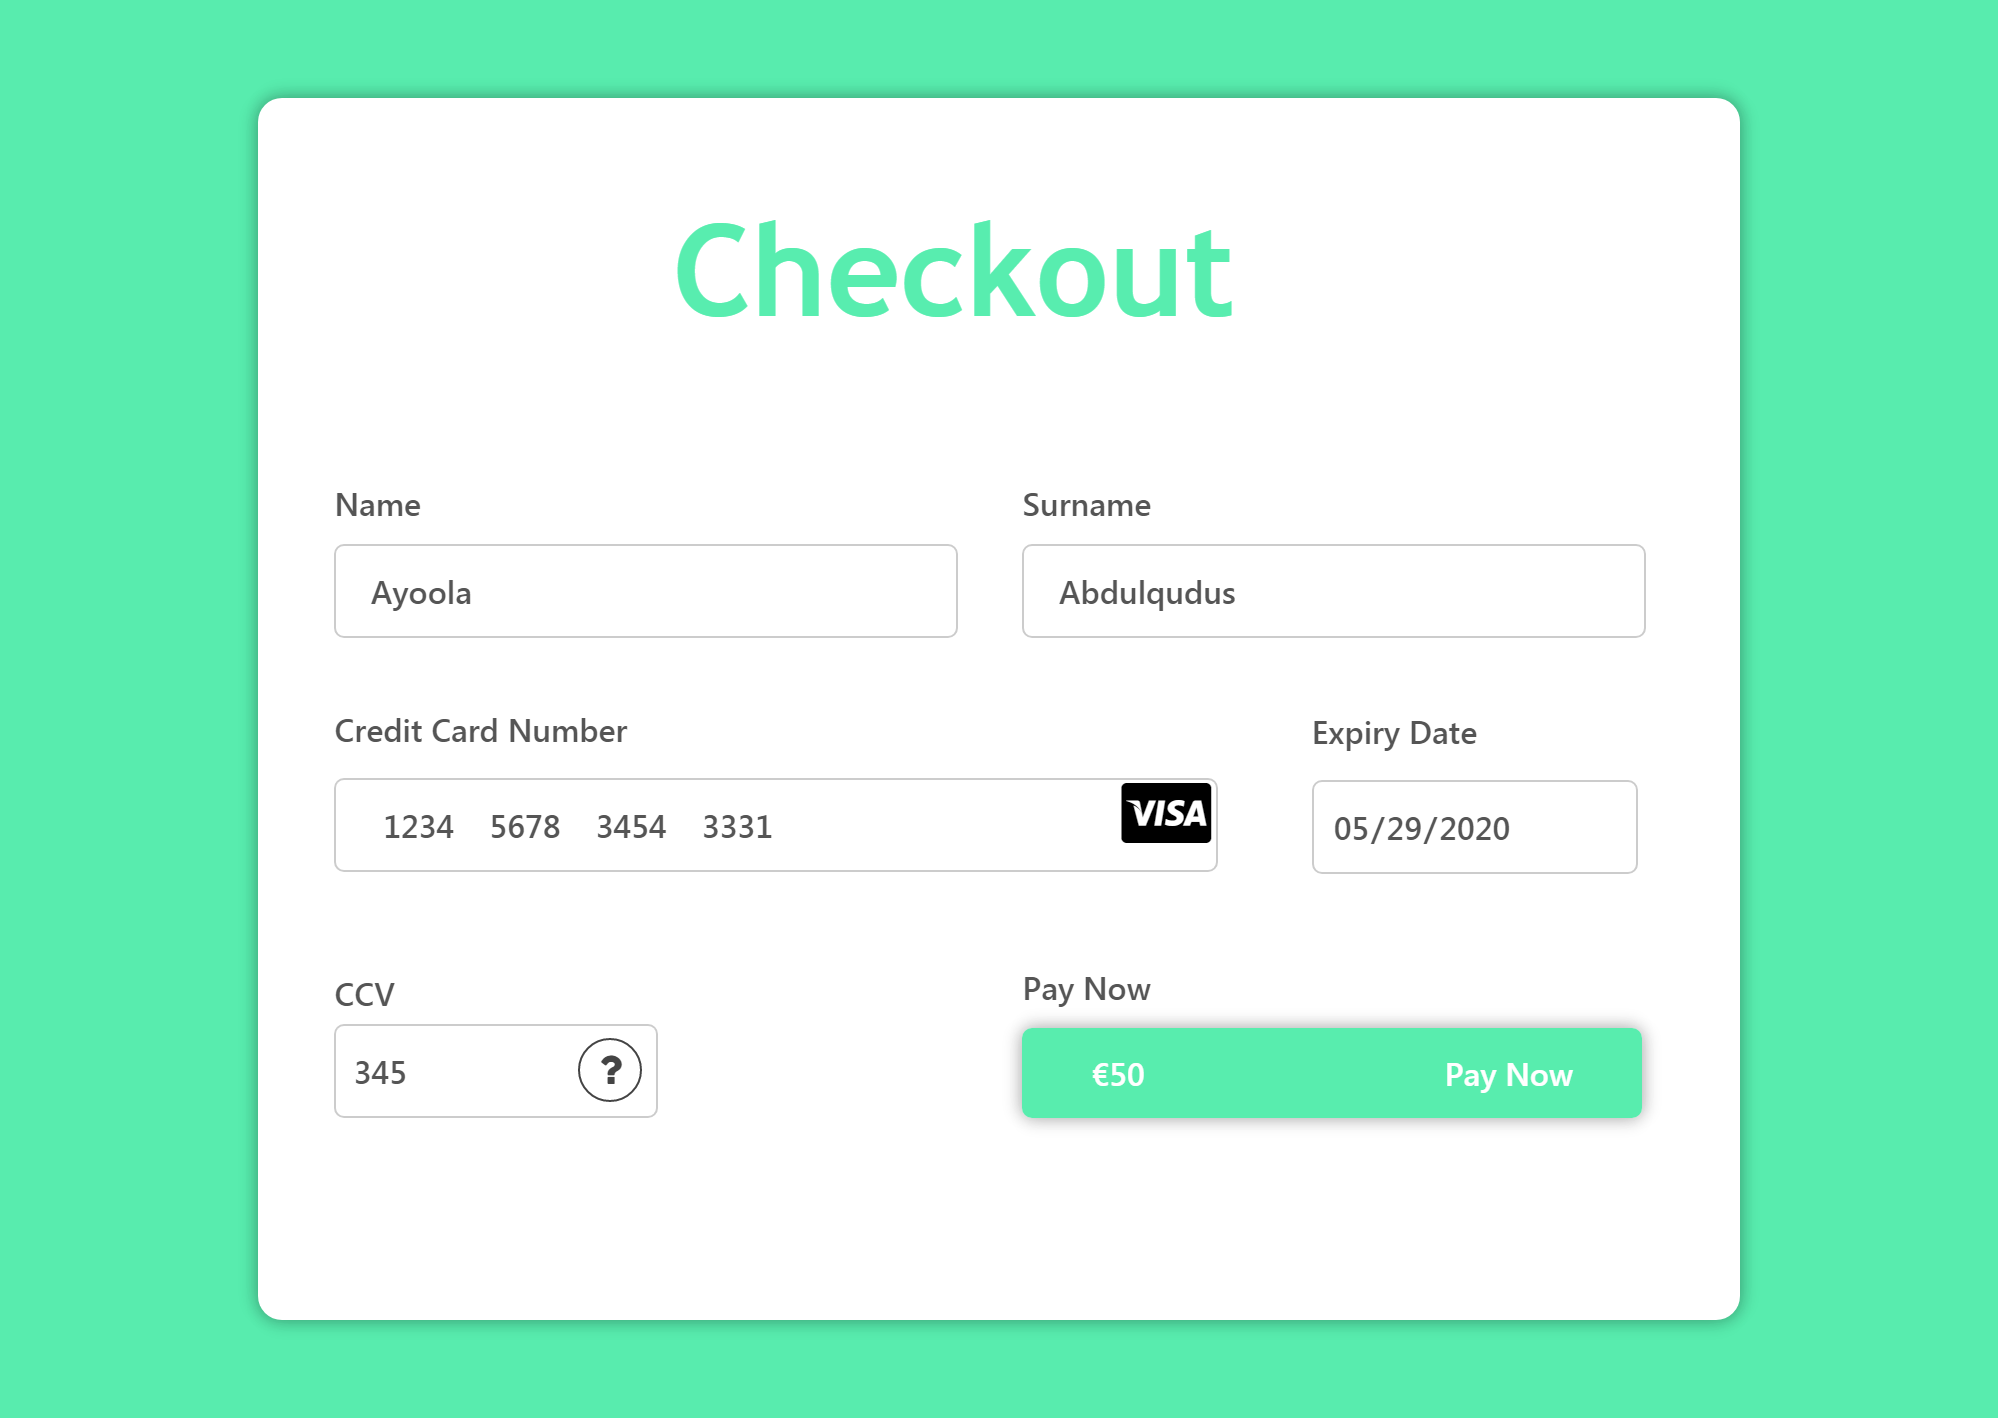 Checkout
Name Surname
Ayoola Abdulqudus
Credit Card Number Expiry Date
1234 5678 3454 3331 VISA 05/29/2020
CCV Pay Now
345 ? €50 Pay Now